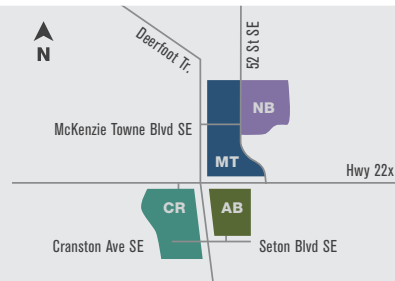 Deerfoot Tr.
52 St SE
N
NB
McKenzie Towne Blvd SE
MT
Hwy 22x
CR
AB
Cranston Ave SE
Seton Blvd SE